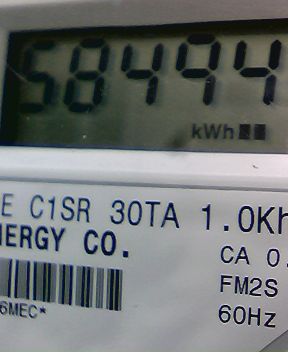 58494
kWh
E C1SR 30TA 1.0Kh
NERGY CO.
CA 0.
FM2S
6MEC*
60Hz